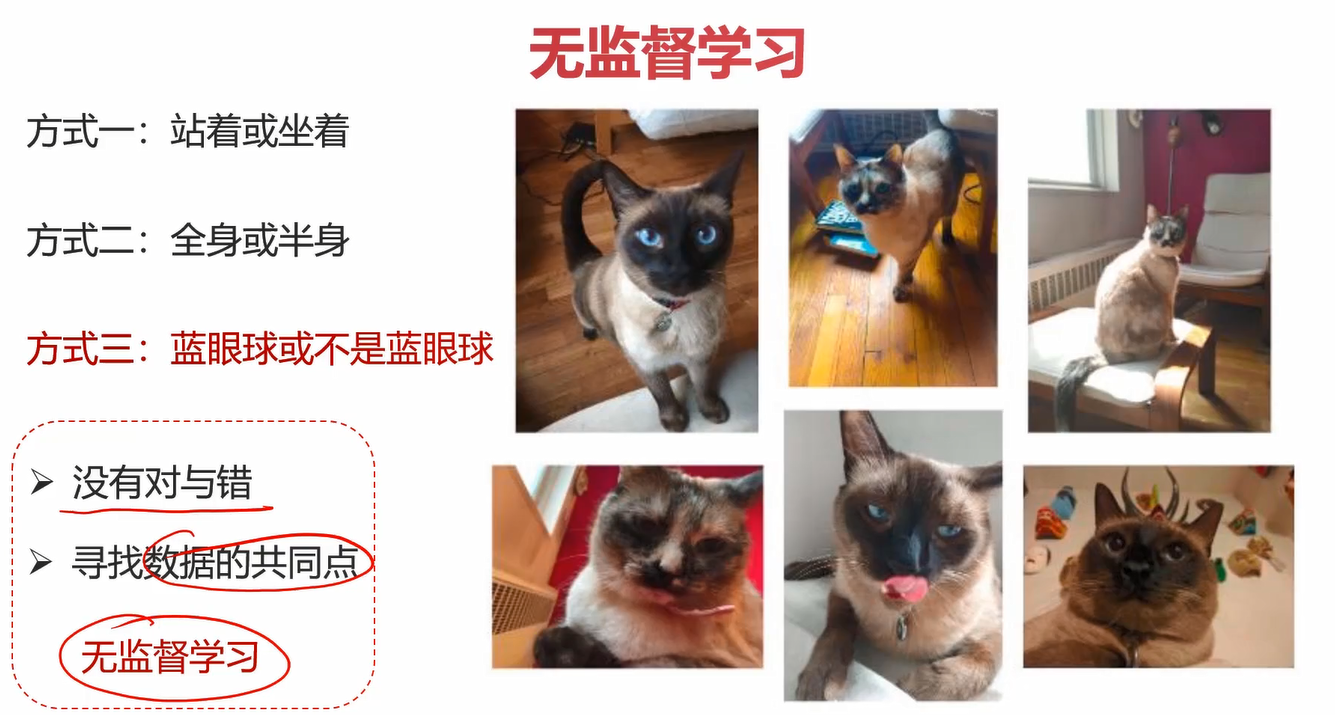 无监督学习
方式一：站着或坐着
方式二：全身或半身
方式三：蓝眼球或不是蓝眼球
➢ 没有对与错
➢ 寻找数据的共同点
无监督学习